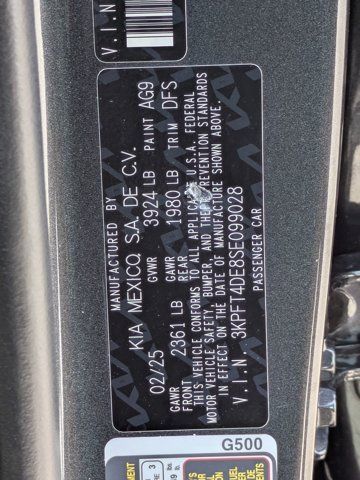 V.I.N
MANUFACTURED BY
KIA MEXICO, S.A. DE C.V.
02/25 GVWR 3924 LB PAINT AG9
GAWR FRONT 2361 LB GAWR REAR 1980 LB TRIM DFS
THIS VEHICLE CONFORMS TO ALL U.S.A. FEDERAL
MOTOR VEHICLE SAFETY, BUMPER, AND THEFT PREVENTION STANDARDS
IN EFFECT ON THE DATE OF MANUFACTURE SHOWN ABOVE.
V.I.N. 3KPFT4DE8SE099028
PASSENGER CAR
G500
3